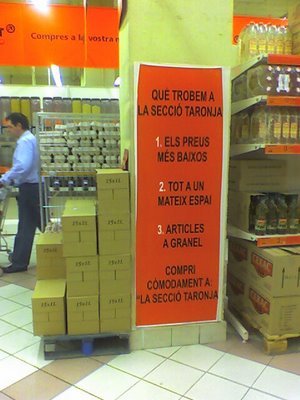 Compres a la vostra m
QUÈ TROBEM A
LA SECCIÓ TARONJA
1. ELS PREUS
MÉS BAIXOS
2. TOT A UN
MATEIX ESPAI
3. ARTICLES
A GRANEL
COMPRI
CÒMODAMENT A:
"LA SECCIÓ TARONJA